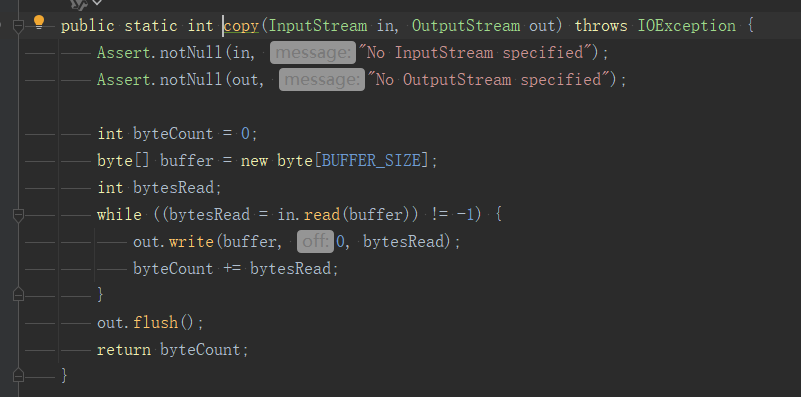 public static int copy(InputStream in, OutputStream out) throws IOException {
Assert.notNull(in, message: "No InputStream specified");
Assert.notNull(out, message: "No OutputStream specified");
int byteCount = 0;
byte[] buffer = new byte[BUFFER_SIZE];
int bytesRead;
while ((bytesRead = in.read(buffer)) != -1) {
out.write(buffer, off: 0, bytesRead);
byteCount += bytesRead;
}
out.flush();
return byteCount;
}